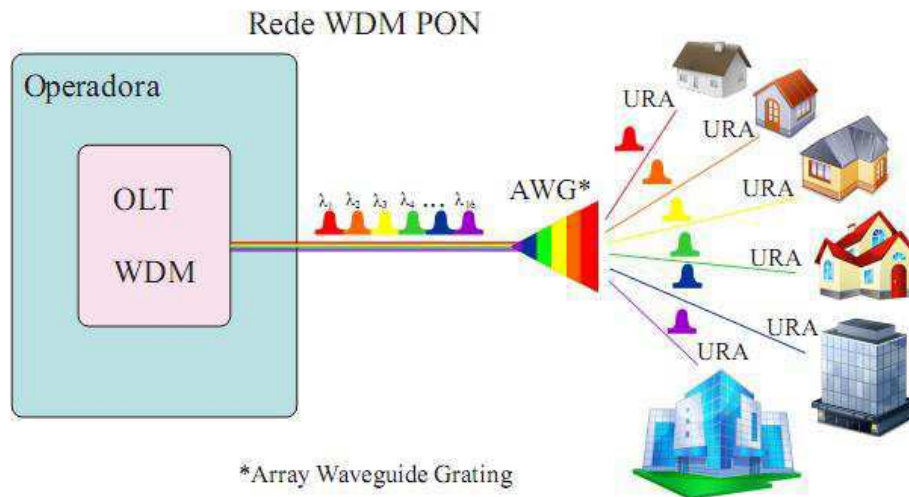 Rede WDM PON
Operadora
OLT
WDM
λ1 λ2 λ3 λ4 ... λ16
AWG*
URA
URA
URA
URA
URA
URA
*Array Waveguide Grating